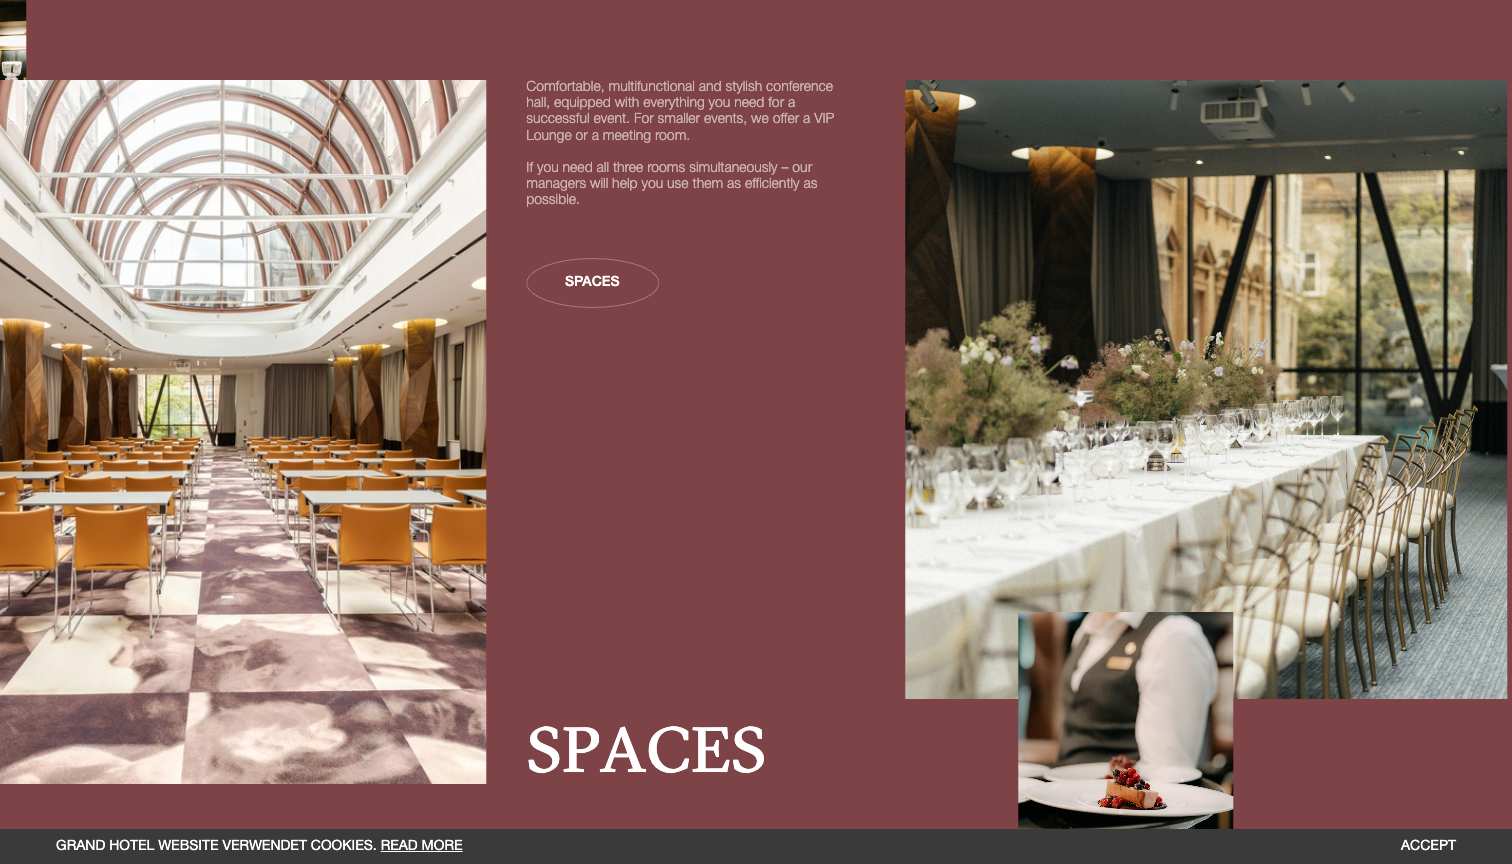 Comfortable, multifunctional and stylish conference
hall, equipped with everything you need for a
successful event. For smaller events, we offer a VIP
Lounge or a meeting room.
If you need all three rooms simultaneously – our
managers will help you use them as efficiently as
possible.
SPACES
SPACES
GRAND HOTEL WEBSITE VERWENDET COOKIES. READ MORE
ACCEPT